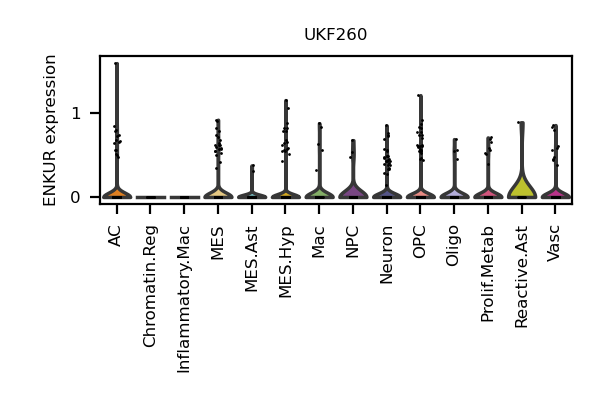 UKF260
ENKUR expression
1
0
AC
Chromatin.Reg
Inflammatory.Mac
MES
MES.Ast
MES.Hyp
Mac
NPC
Neuron
OPC
Oligo
Prolif.Metab
Reactive.Ast
Vasc